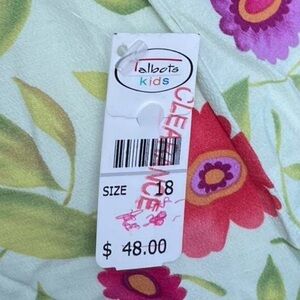 Talbots
kids
CLEARANCE
SIZE 18
$ 48.00